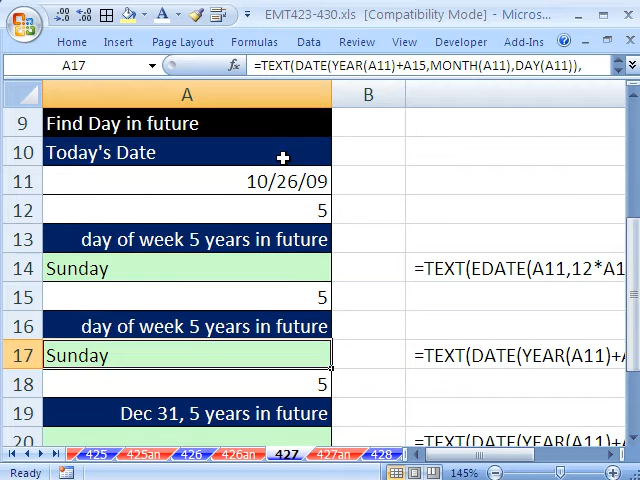 EMT423-430.xls [Compatibility Mode] - Micros...
Home Insert Page Layout Formulas Data Review View Developer Add-Ins
A17 fx =TEXT(DATE(YEAR(A11)+A15,MONTH(A11),DAY(A11)),
A B
9 Find Day in future
10 Today's Date
11 10/26/09
12 5
13 day of week 5 years in future
14 Sunday =TEXT(EDATE(A11,12*A1
15 5
16 day of week 5 years in future
17 Sunday =TEXT(DATE(YEAR(A11)+A
18 5
19 Dec 31, 5 years in future
20 =TEXT(DATE(YEAR(A11)+A
425 425an 426 426an 427 427an 428
Ready 145%